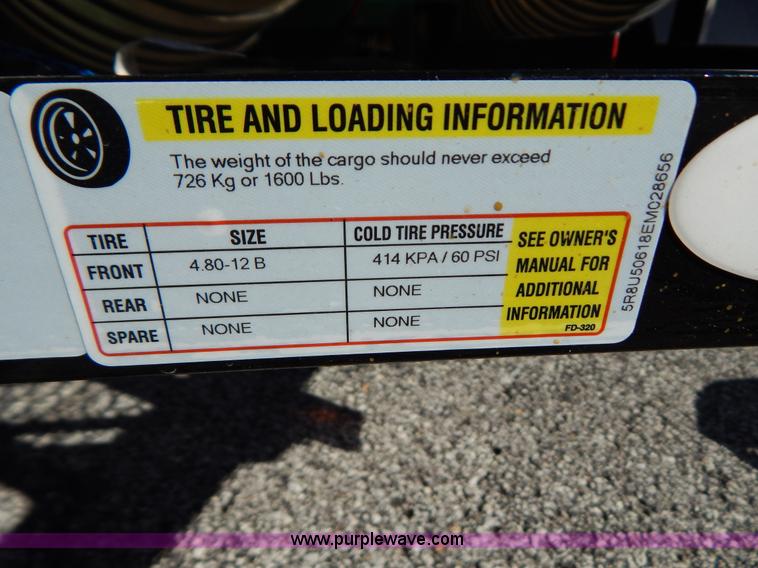 TIRE AND LOADING INFORMATION
The weight of the cargo should never exceed
726 Kg or 1600 Lbs.
TIRE SIZE COLD TIRE PRESSURE
FRONT 4.80-12 B 414 KPA / 60 PSI
REAR NONE NONE
SPARE NONE NONE
SEE OWNER'S
MANUAL FOR
ADDITIONAL
INFORMATION
FD-320
5R8U50618EM028656
www.purplewave.com